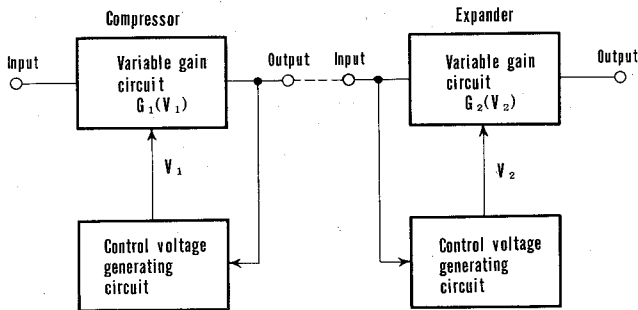 Compressor
Expander
Input
Variable gain
circuit
G₁(V₁)
Output
Input
Variable gain
circuit
G₂(V₂)
Output
V₁
V₂
Control voltage
generating
circuit
Control voltage
generating
circuit